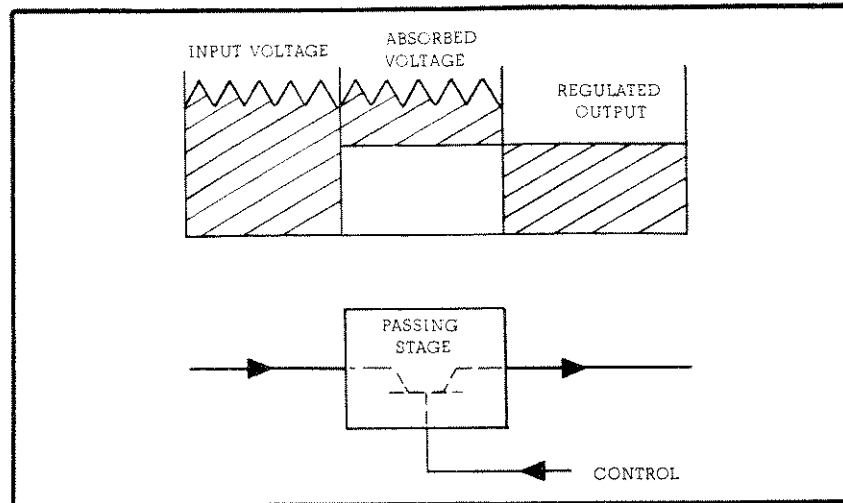 INPUT VOLTAGE
ABSORBED
VOLTAGE
REGULATED
OUTPUT
PASSING
STAGE
CONTROL